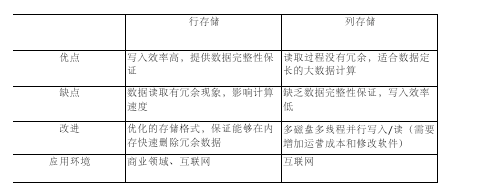 行存储 列存储
优点 写入效率高，提供数据完整性保 读取过程没有冗余，适合数据定
证 长的大数据计算
缺点 数据读取有冗余现象，影响计算 缺乏数据完整性保证，写入效率
速度 低
改进 优化的存储格式，保证能够在内 多磁盘多线程并行写入/读（需要
存快速删除冗余数据 增加运营成本和修改软件）
应用环境 商业领域、互联网 互联网